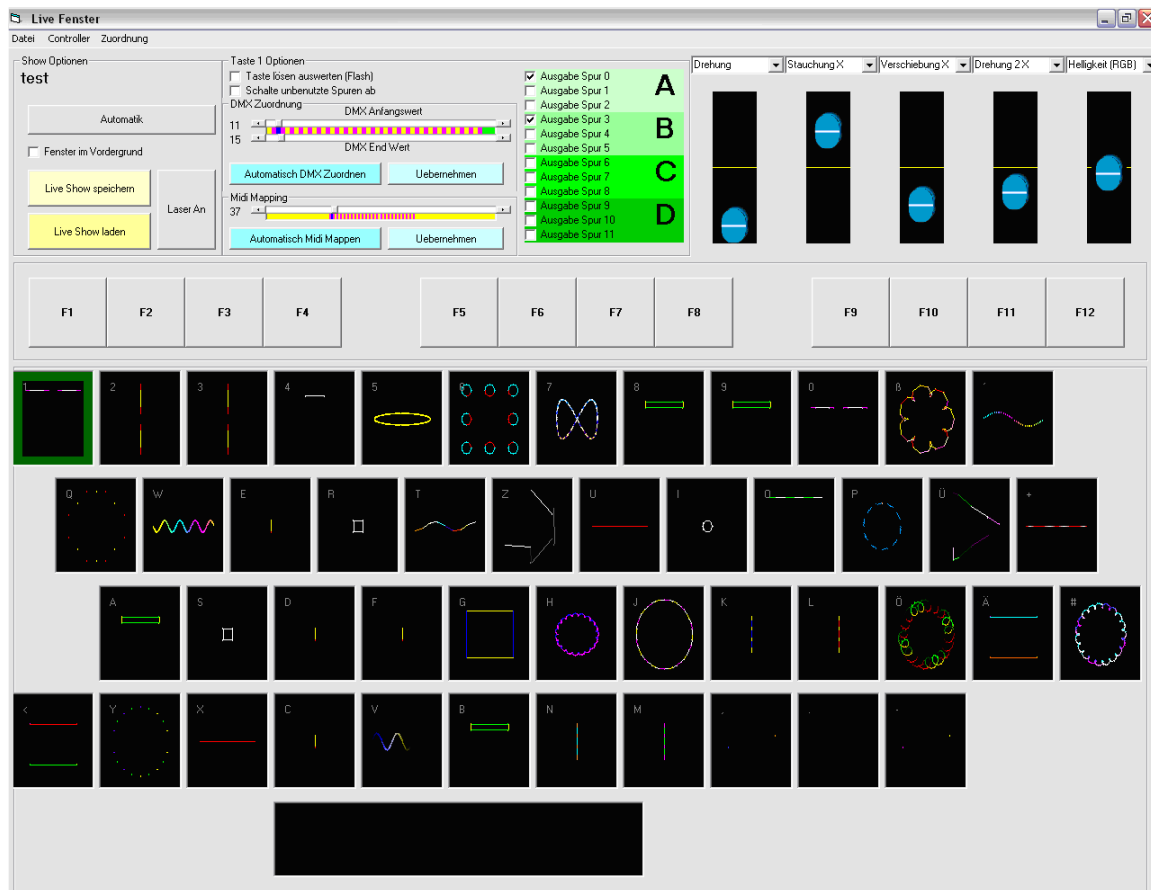 Live Fenster
Datei Controller Zuordnung
Show Optionen
test
Automatik
Fenster im Vordergrund
Live Show speichern
Live Show laden
Laser An
Taste 1 Optionen
Taste lösen auswerten (Flash)
Schalte unbenutzte Spuren ab
DMX Zuordnung
DMX Anfangswert
11
15
DMX End Wert
Automatisch DMX Zuordnen Uebernehmen
Midi Mapping
37
Automatisch Midi Mappen Uebernehmen
Ausgabe Spur 0
Ausgabe Spur 1
Ausgabe Spur 2
A
Ausgabe Spur 3
Ausgabe Spur 4
Ausgabe Spur 5
B
Ausgabe Spur 6
Ausgabe Spur 7
Ausgabe Spur 8
C
Ausgabe Spur 9
Ausgabe Spur 10
Ausgabe Spur 11
D
Drehung Stauchung X Verschiebung X Drehung 2 X Helligkeit (RGB)
F1 F2 F3 F4 F5 F6 F7 F8 F9 F10 F11 F12
1 2 3 4 5 6 7 8 9 0 ß ´
Q W E R T Z U I O P Ü +
A S D F G H J K L Ö Ä #
< Y X C V B N M , . -